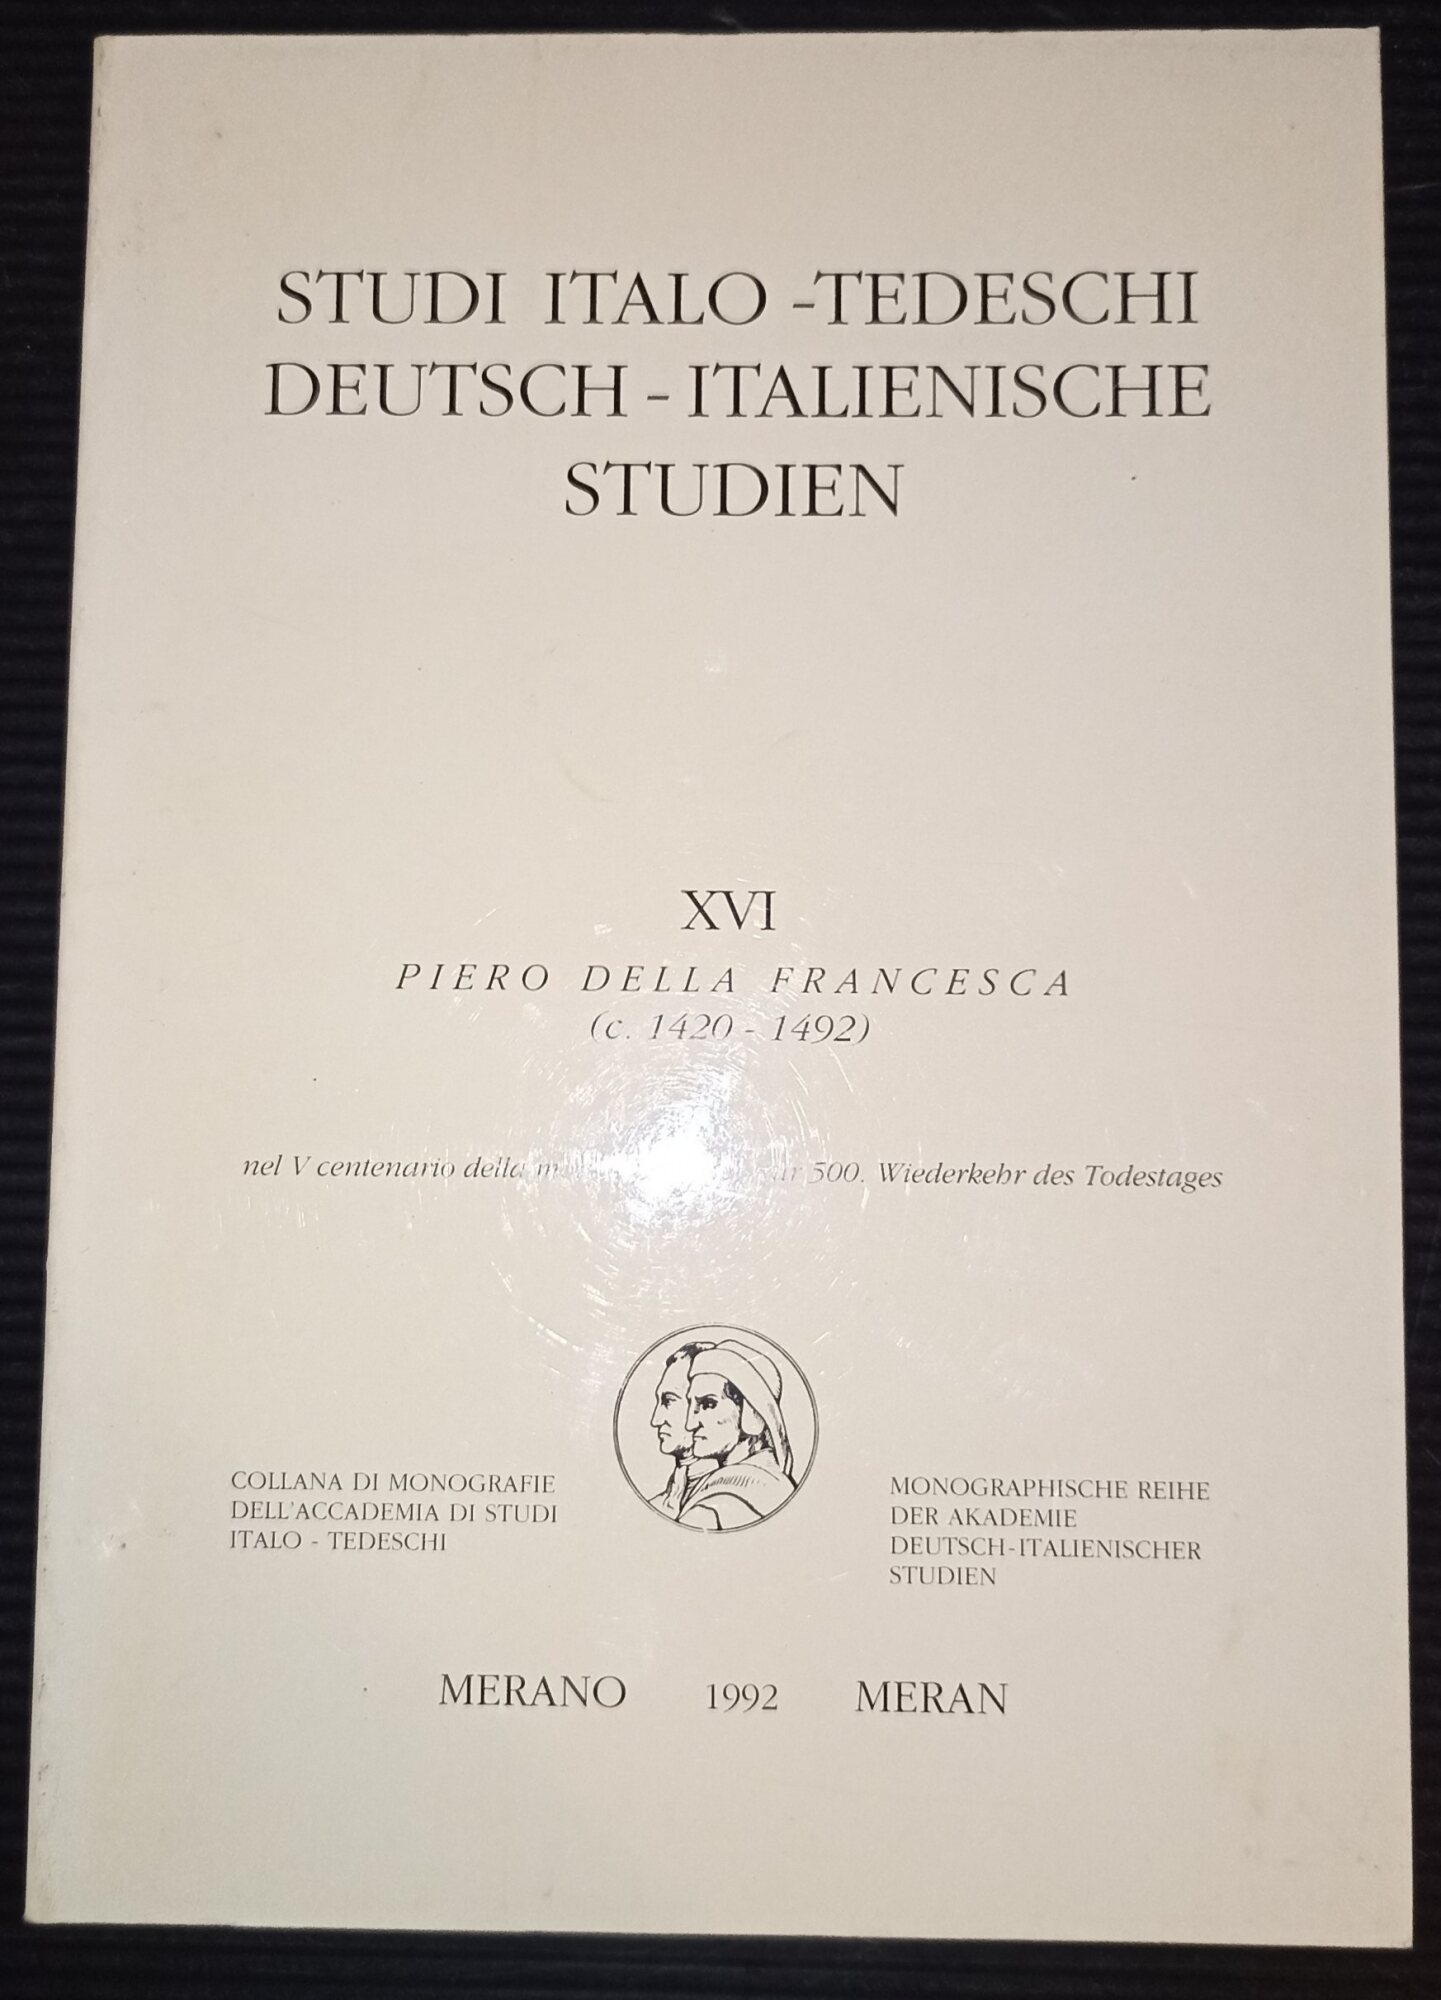 STUDI ITALO - TEDESCHI
DEUTSCH - ITALIENISCHE
STUDIEN
XVI
PIERO DELLA FRANCESCA
(c. 1420 - 1492)
nel V centenario della 500. Wiederkehr des Todestages
COLLANA DI MONOGRAFIE
DELL'ACCADEMIA DI STUDI
ITALO - TEDESCHI
MONOGRAPHISCHE REIHE
DER AKADEMIE
DEUTSCH-ITALIENISCHER
STUDIEN
MERANO 1992 MERAN